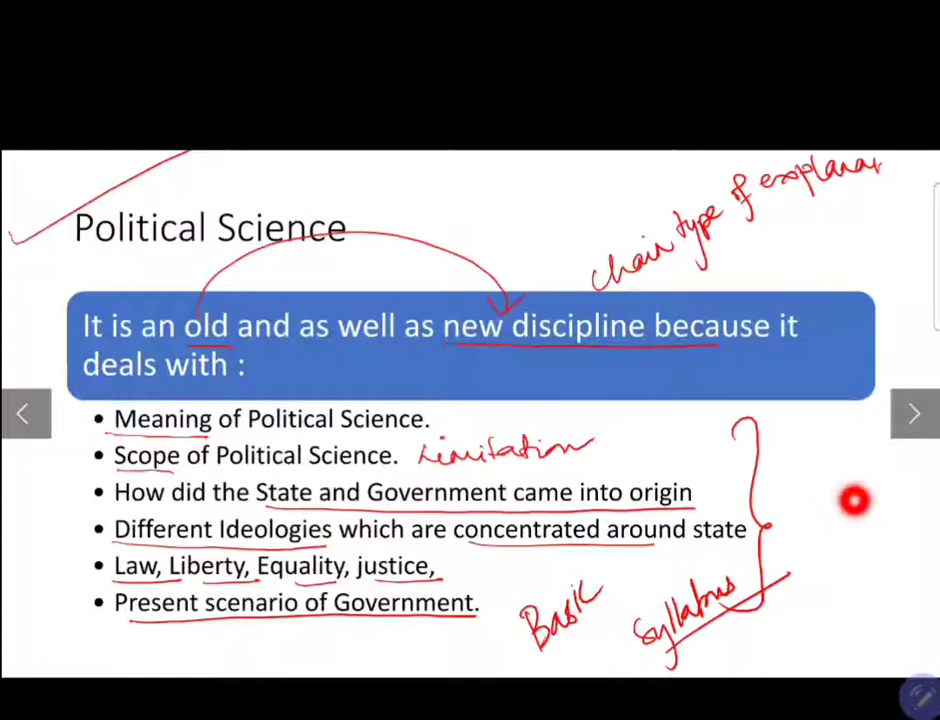 chain type of explanat
Political Science
It is an old and as well as new discipline because it
deals with :
• Meaning of Political Science.
• Scope of Political Science. Limitation
• How did the State and Government came into origin
• Different Ideologies which are concentrated around state
• Law, Liberty, Equality, justice,
• Present scenario of Government.
Basic
Syllabus